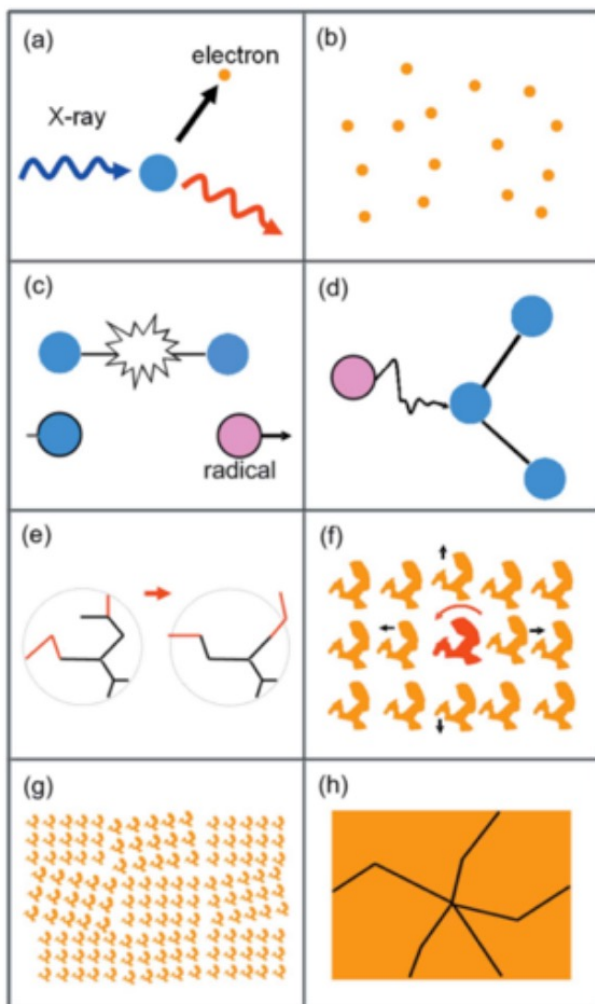 (a)
electron
X-ray
(b)
(c)
radical
(d)
(e)
(f)
(g)
(h)